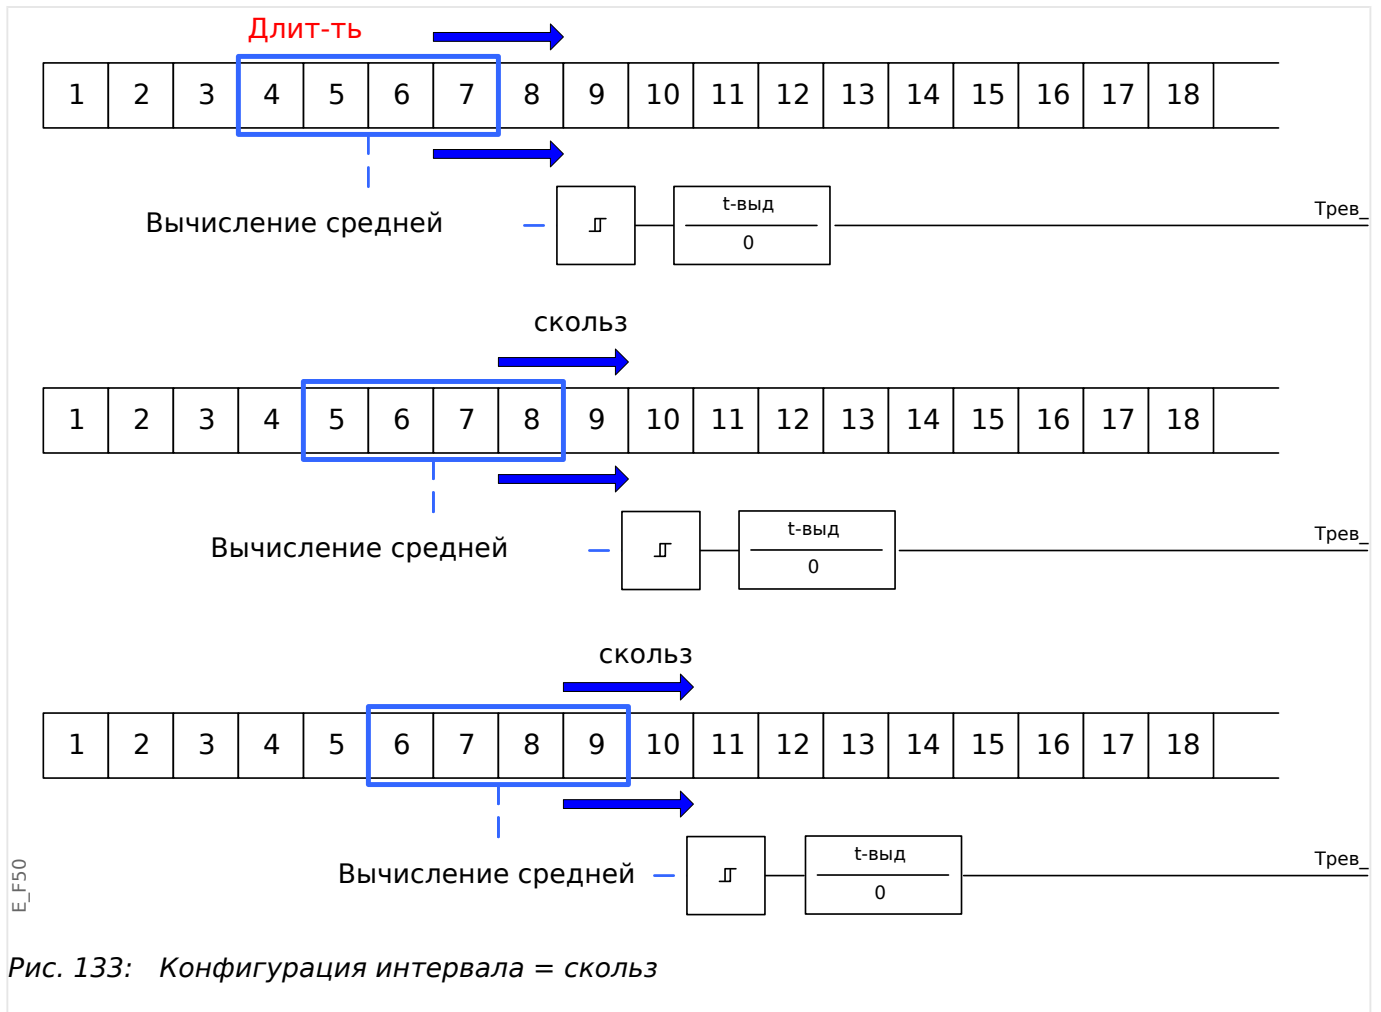 Длит-ть
1 2 3 4 5 6 7 8 9 10 11 12 13 14 15 16 17 18
Вычисление средней
t-выд
0
Трев_
скольз
1 2 3 4 5 6 7 8 9 10 11 12 13 14 15 16 17 18
Вычисление средней
t-выд
0
Трев_
скольз
1 2 3 4 5 6 7 8 9 10 11 12 13 14 15 16 17 18
Вычисление средней
t-выд
0
Трев_
E_F50
Рис. 133: Конфигурация интервала = скольз